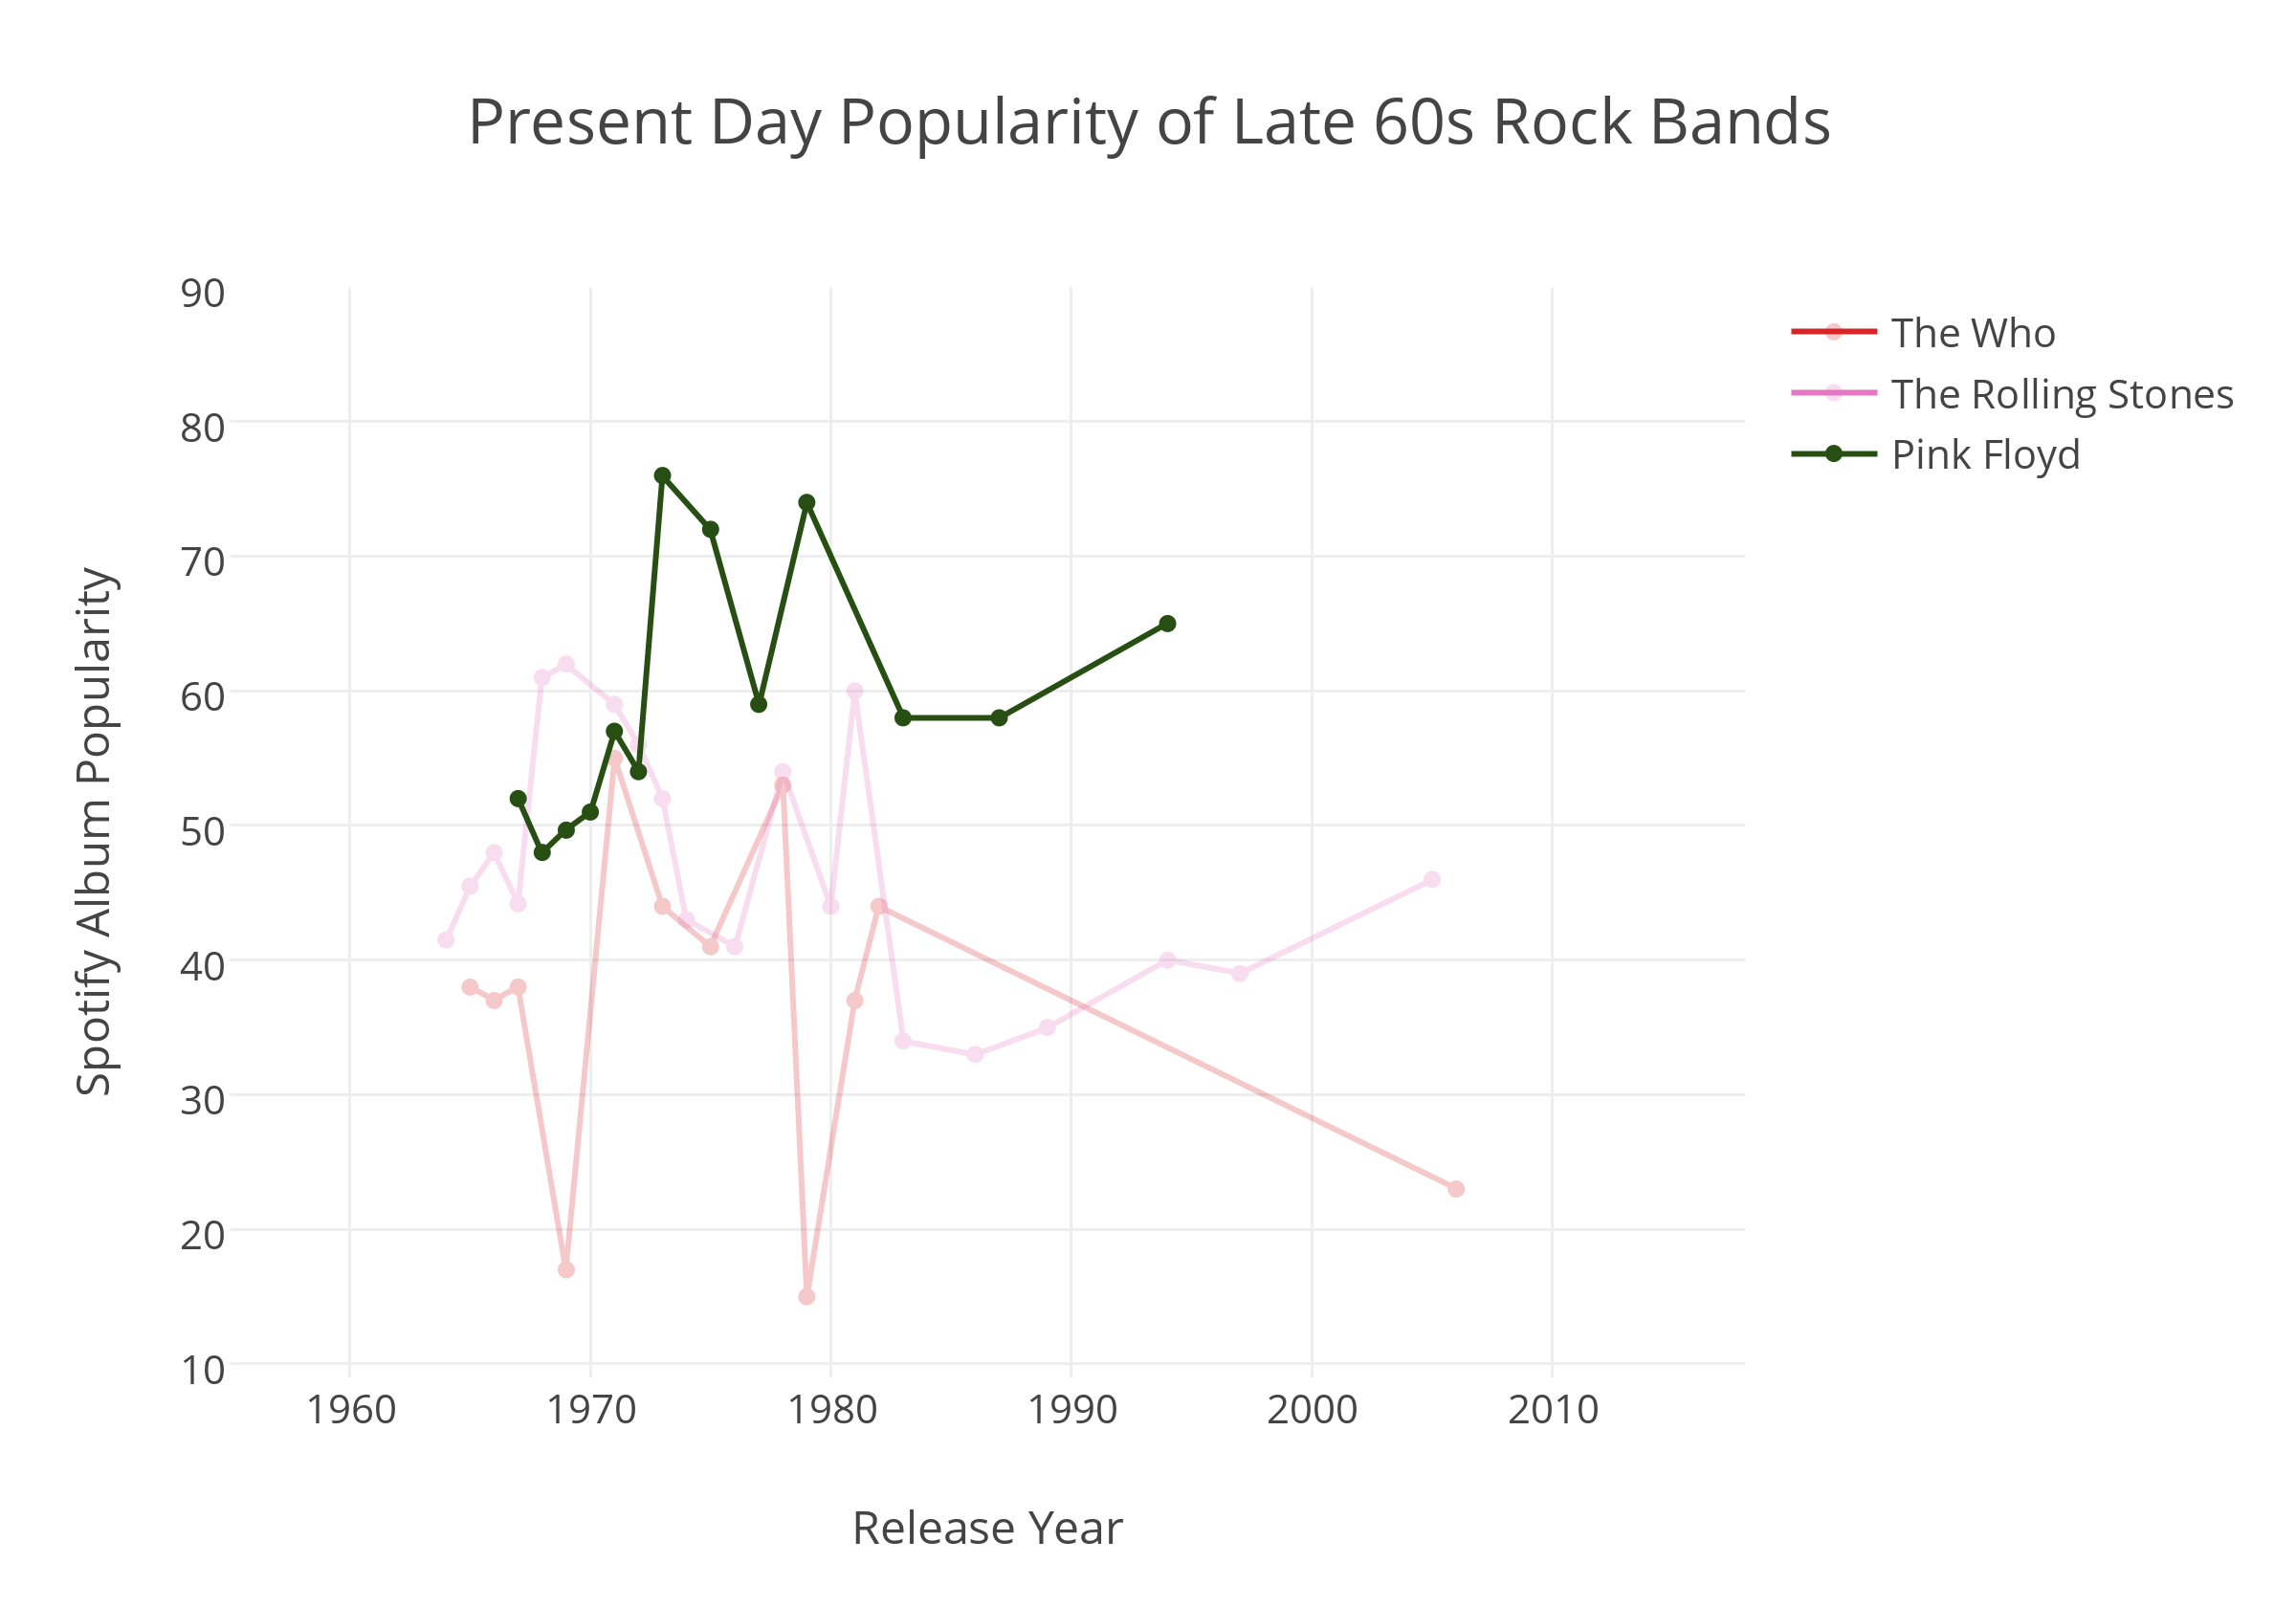 Present Day Popularity of Late 60s Rock Bands
90
80
70
60
50
40
30
20
10
Spotify Album Popularity
1960 1970 1980 1990 2000 2010
Release Year
The Who
The Rolling Stones
Pink Floyd